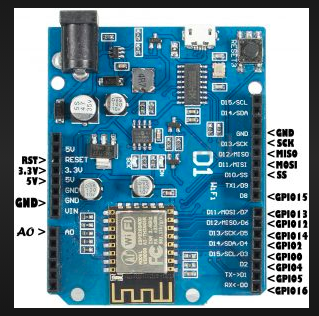 RESET3
D15/SCL
D14/SDA
GND
D13/SCK
D12/MISO
D11/MOSI
D10/SS
TX1/D9
D8
D11/MOSI/D7
D12/MISO/D6
D13/SCK/D5
D14/SDA/D4
D15/SCL/D3
D2
TX->D1
RX<-D0
<GND
<SCK
<MISO
<MOSI
<SS
<GPIO15
<GPIO13
<GPIO12
<GPIO14
<GPIO2
<GPIO0
<GPIO4
<GPIO5
<GPIO16
RST>
3.3V>
5V>
GND>
A0>
5V
RESET
3.3V
5V
GND
GND
VIN
A0
D1
WiFi
WiFi